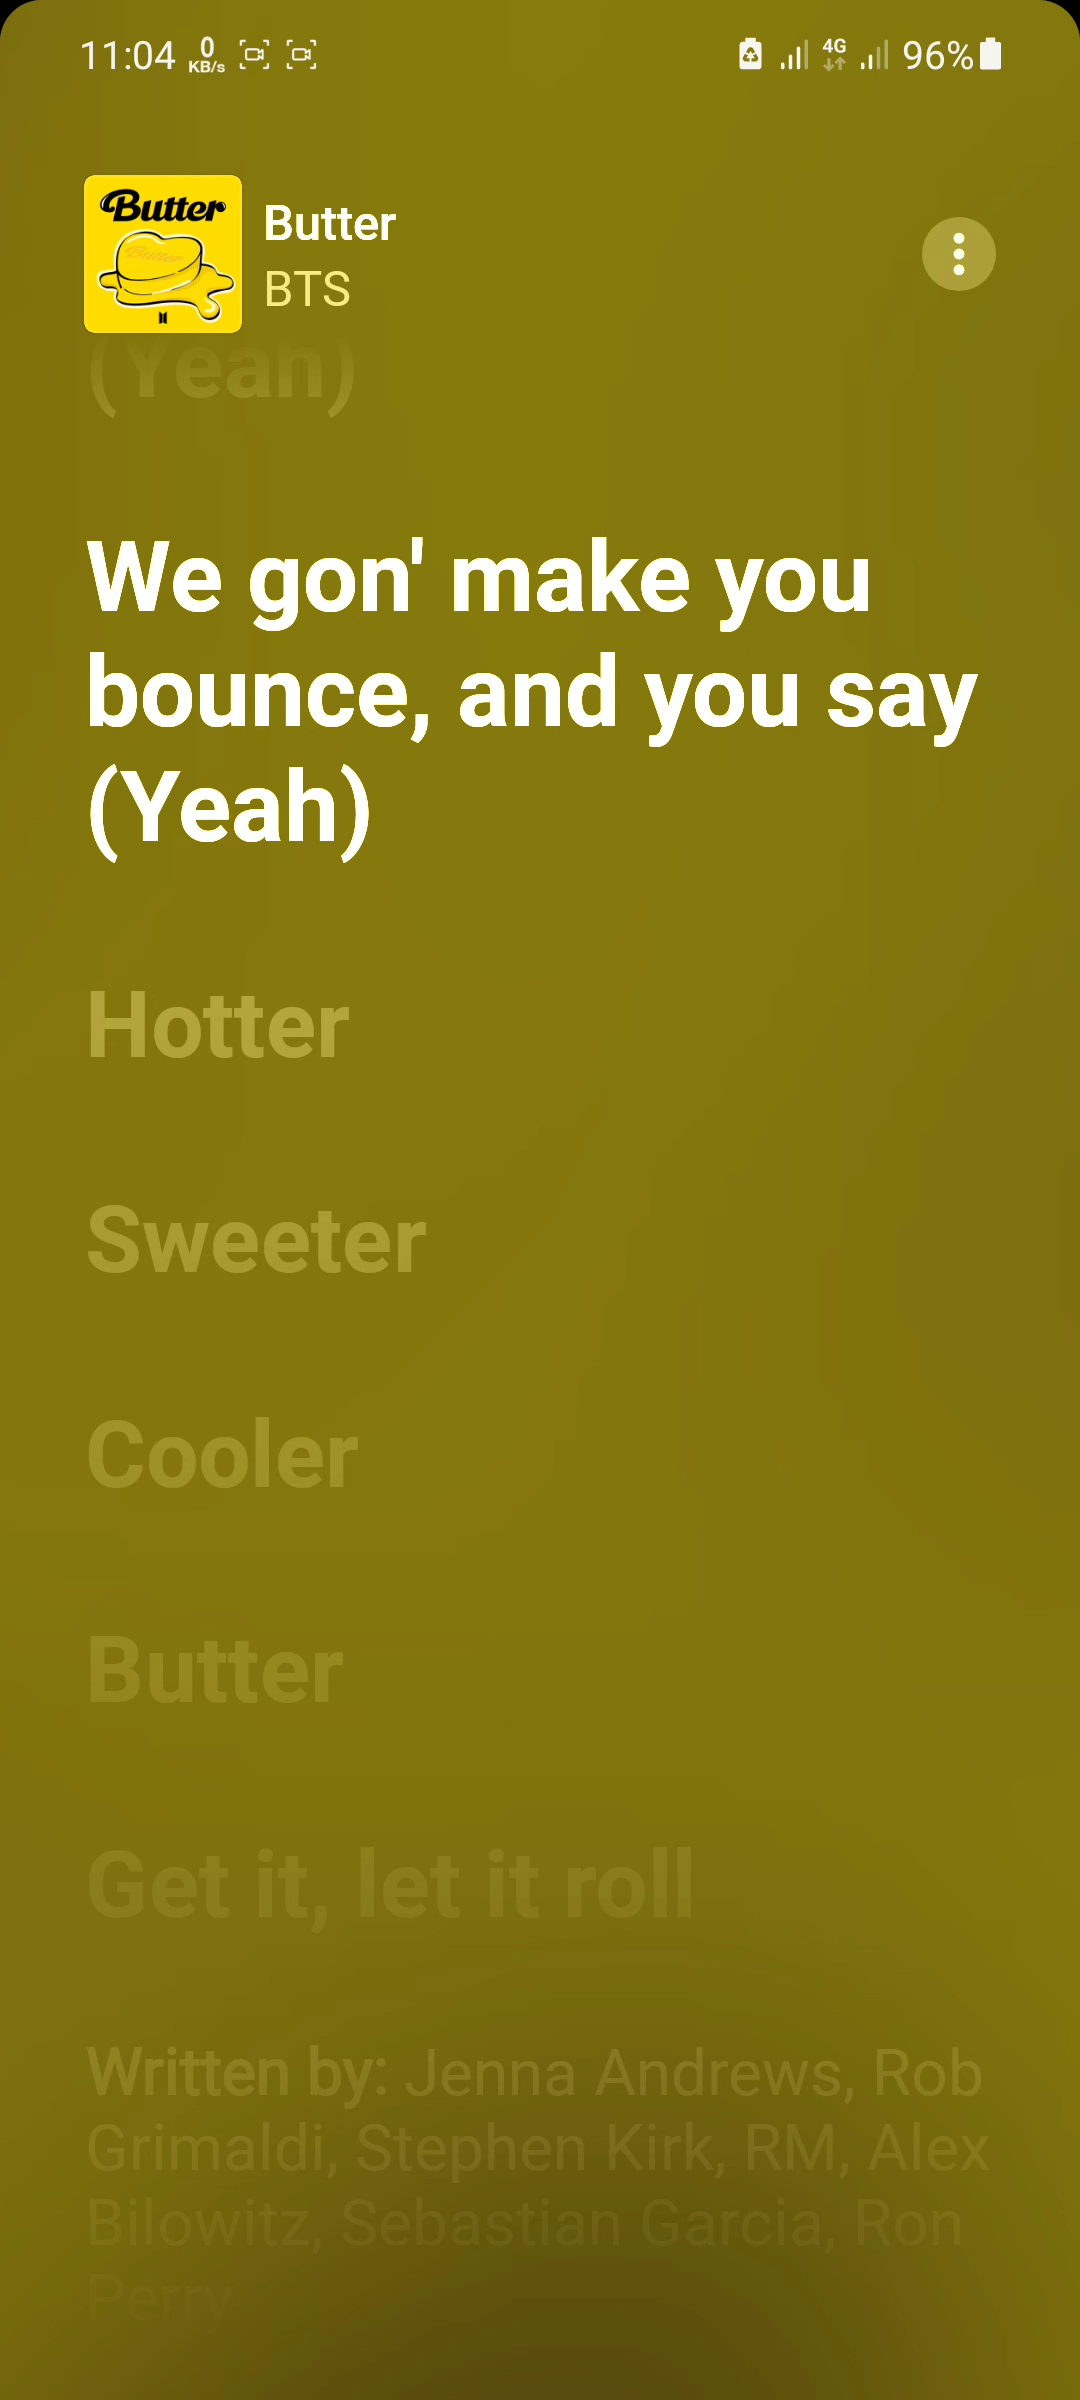 11:04 0 KB/s 4G 96%
Butter
Butter
Butter
BTS
(Yeah)
We gon' make you
bounce, and you say
(Yeah)
Hotter
Sweeter
Cooler
Butter
Get it, let it roll
Written by: Jenna Andrews, Rob
Grimaldi, Stephen Kirk, RM, Alex
Bilowitz, Sebastian Garcia, Ron
Perry